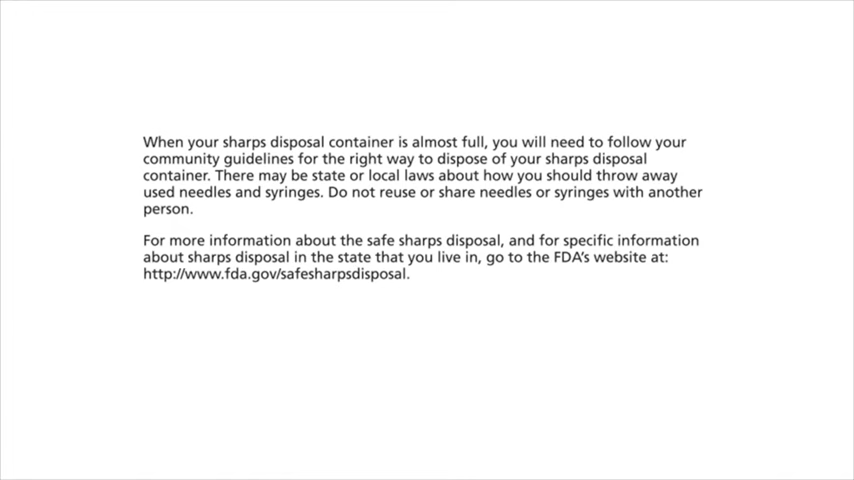 When your sharps disposal container is almost full, you will need to follow your
community guidelines for the right way to dispose of your sharps disposal
container. There may be state or local laws about how you should throw away
used needles and syringes. Do not reuse or share needles or syringes with another
person.
For more information about the safe sharps disposal, and for specific information
about sharps disposal in the state that you live in, go to the FDA's website at:
http://www.fda.gov/safesharpsdisposal.